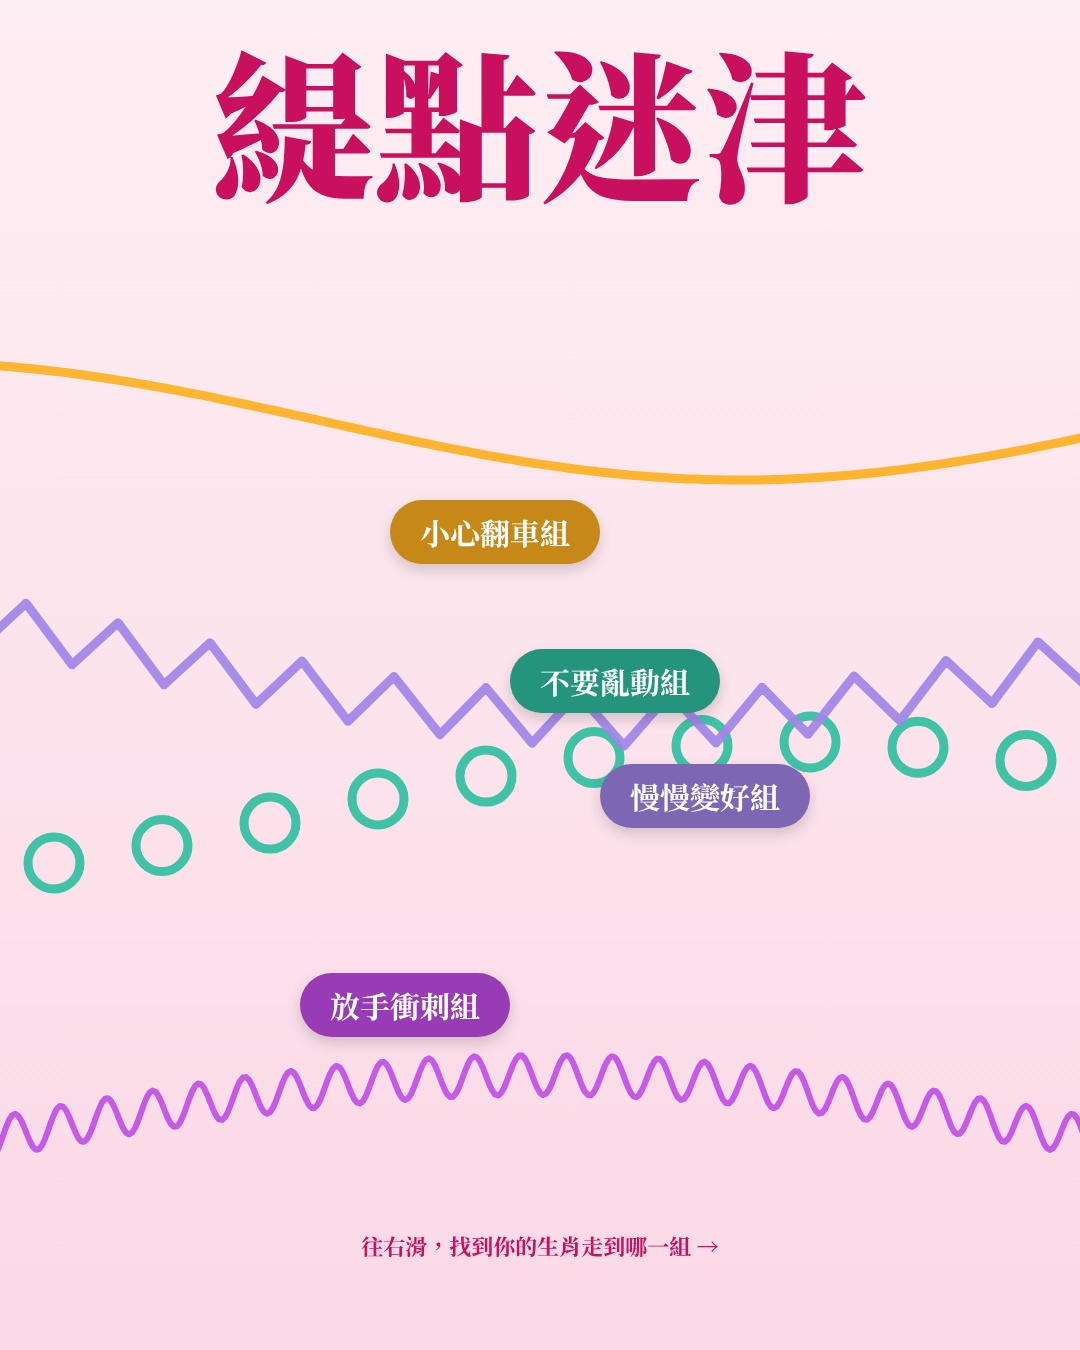 緹點迷津
小心翻車組
不要亂動組
慢慢變好組
放手衝刺組
往右滑，找到你的生肖走到哪一組 →